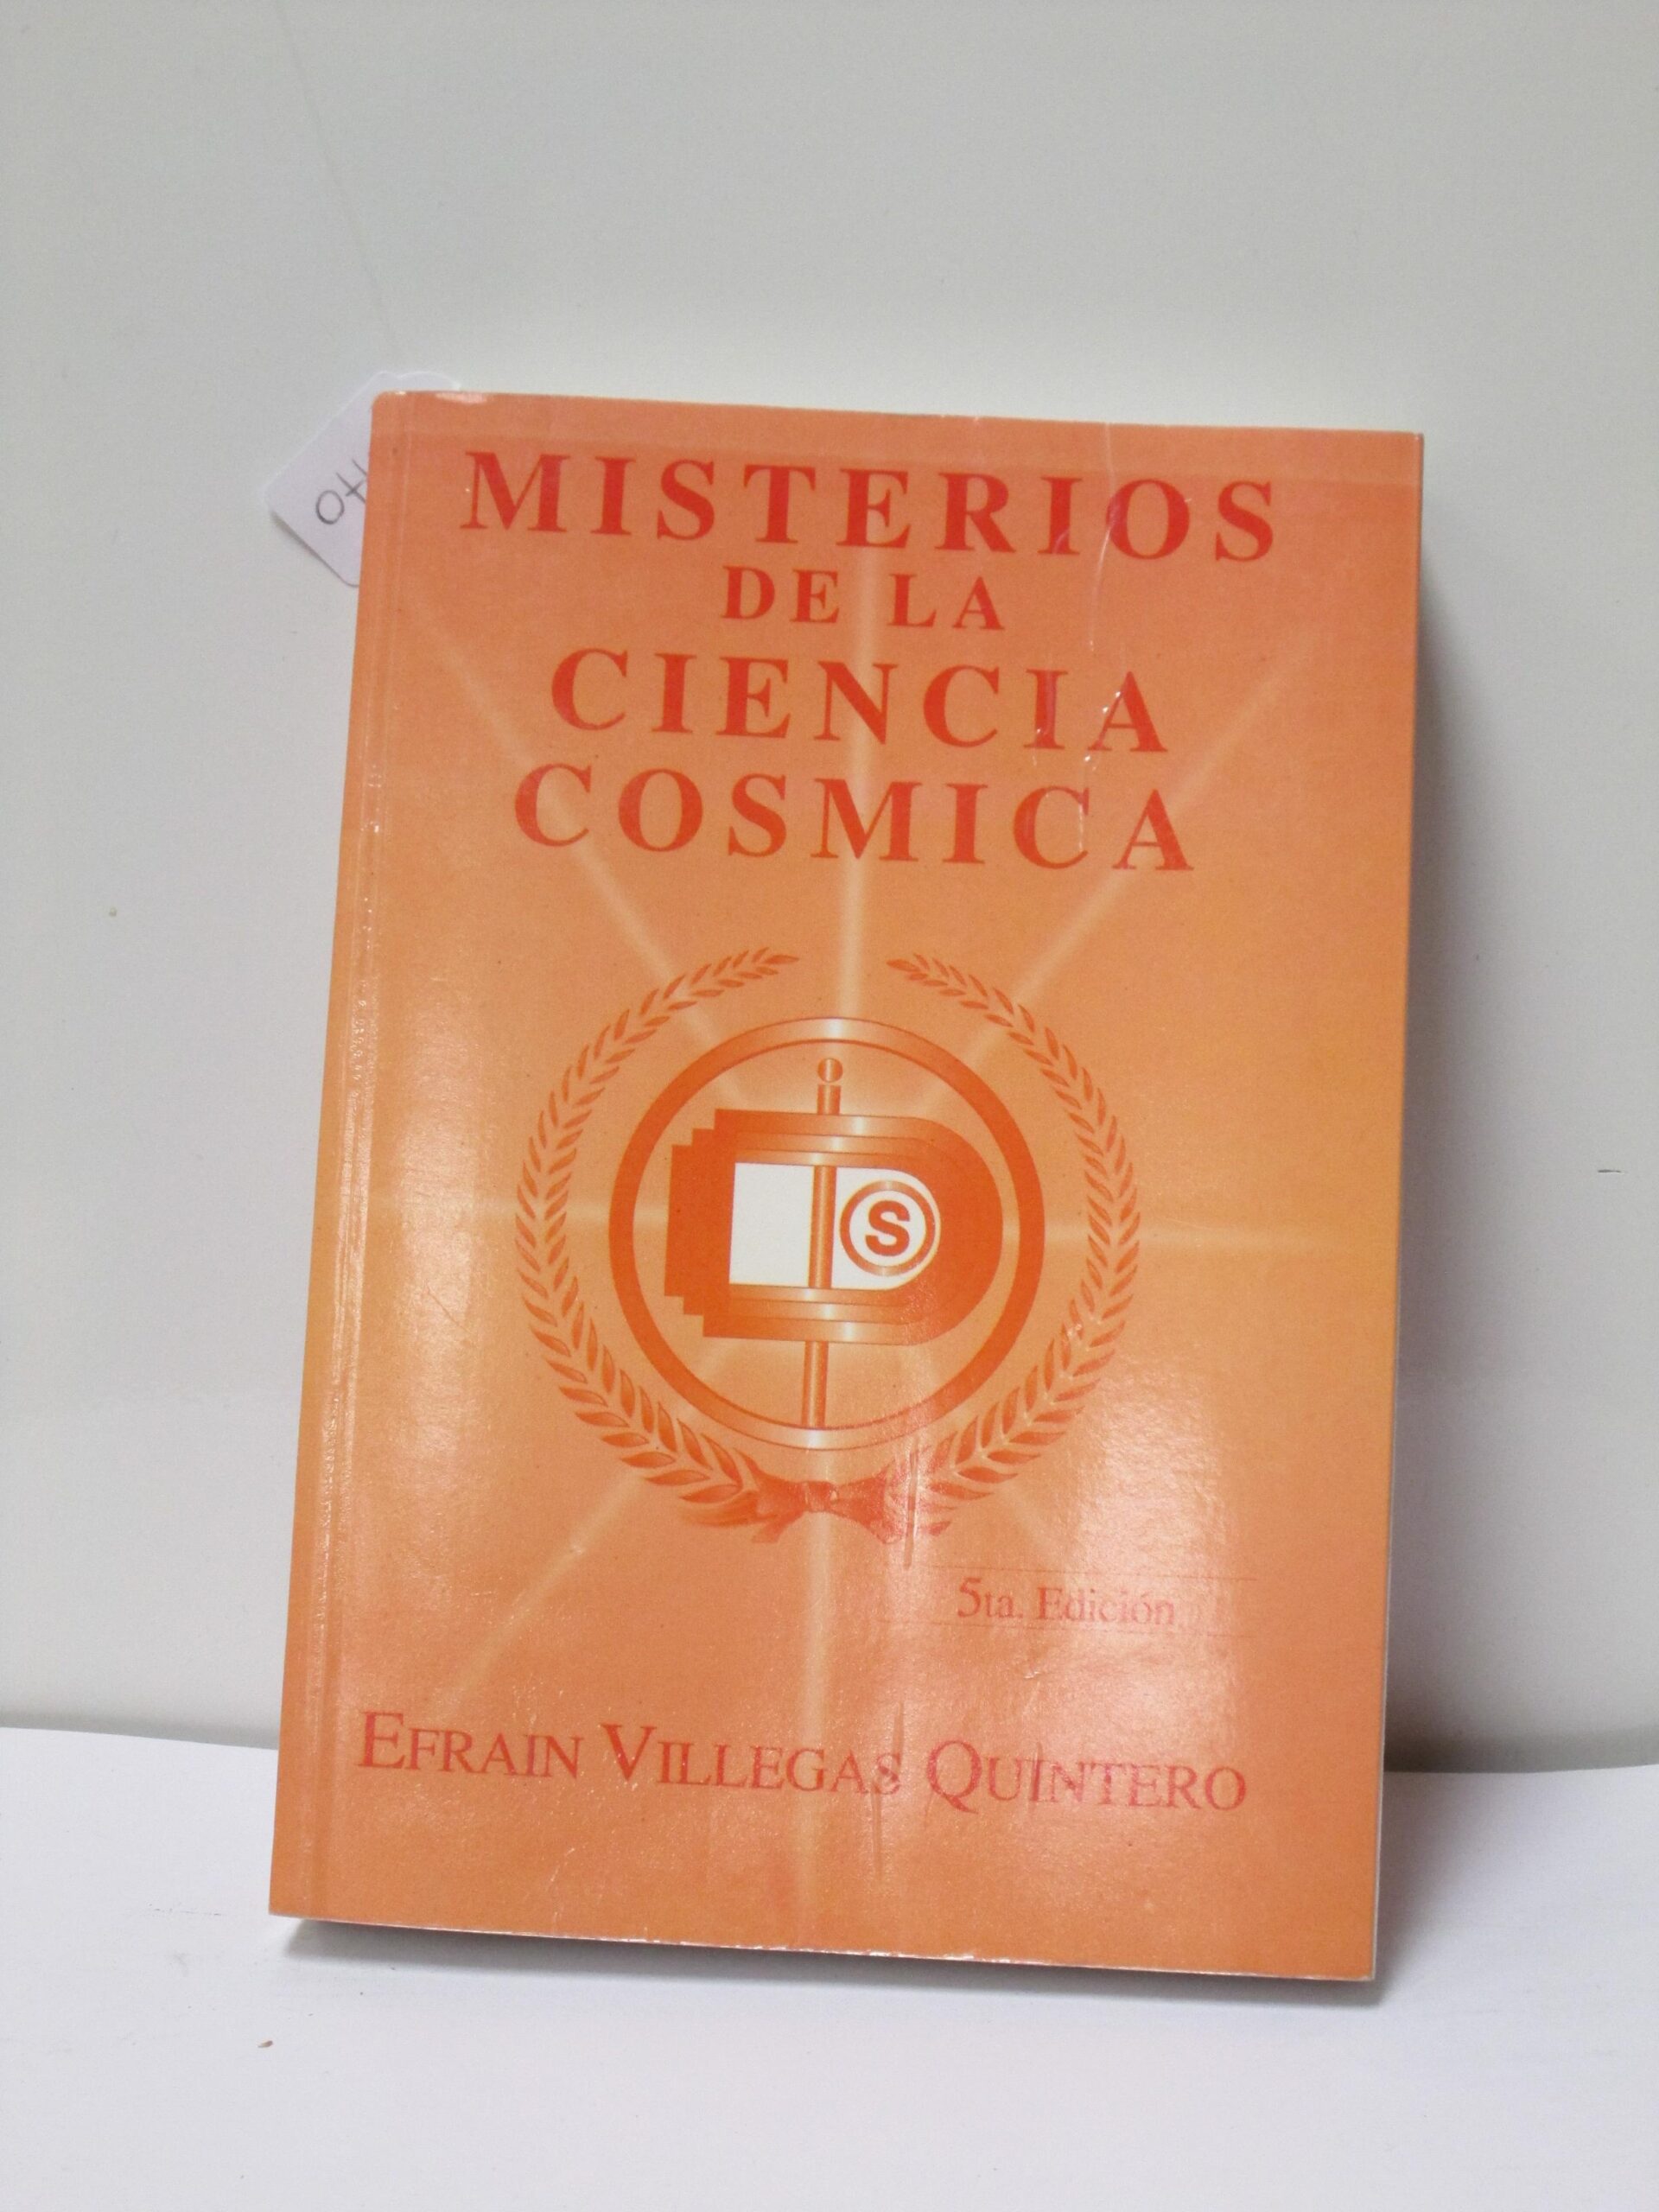 MISTERIOS
DE LA
CIENCIA
COSMICA
S
5ta. Edición
EFRAIN VILLEGAS QUINTERO